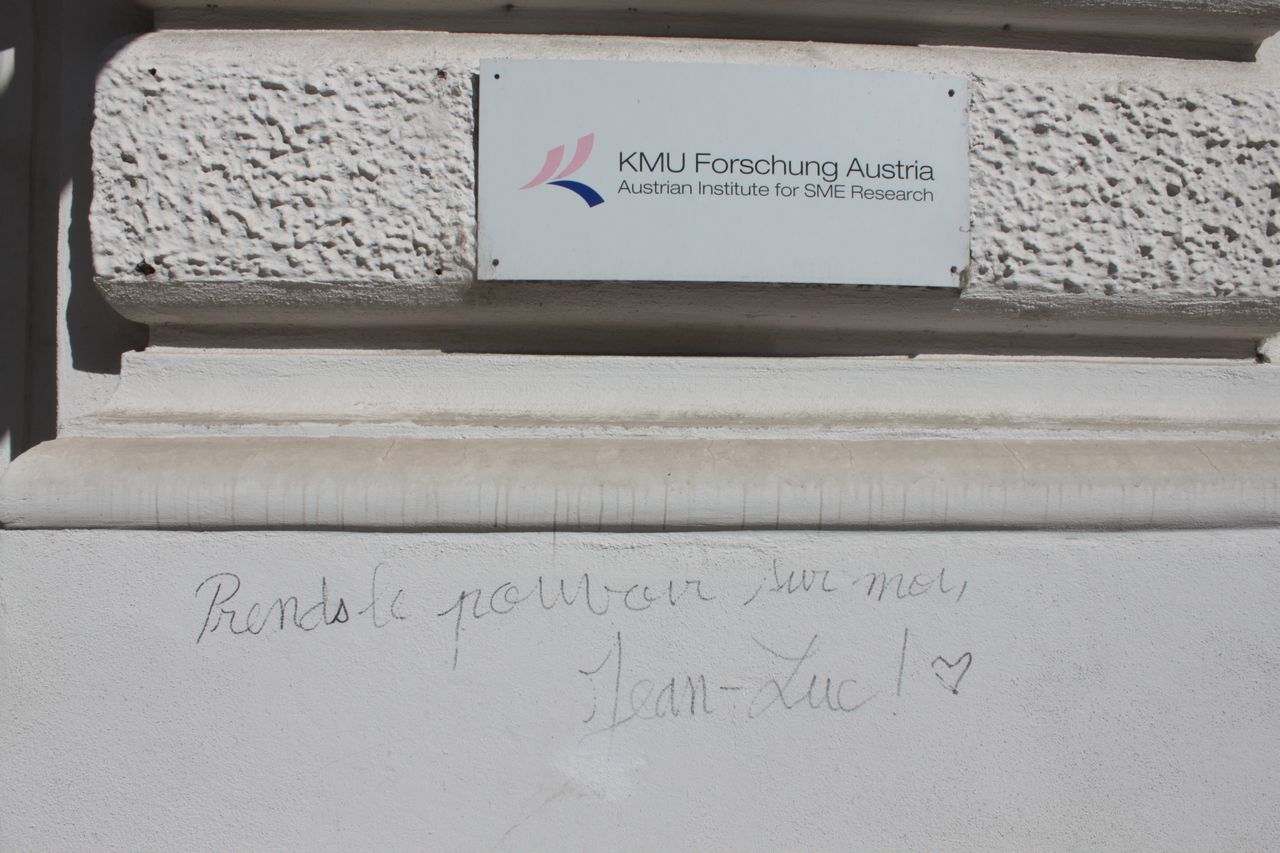 KMU Forschung Austria
Austrian Institute for SME Research
Prends le pouvoir sur moi,
Jean-Luc ! ♡